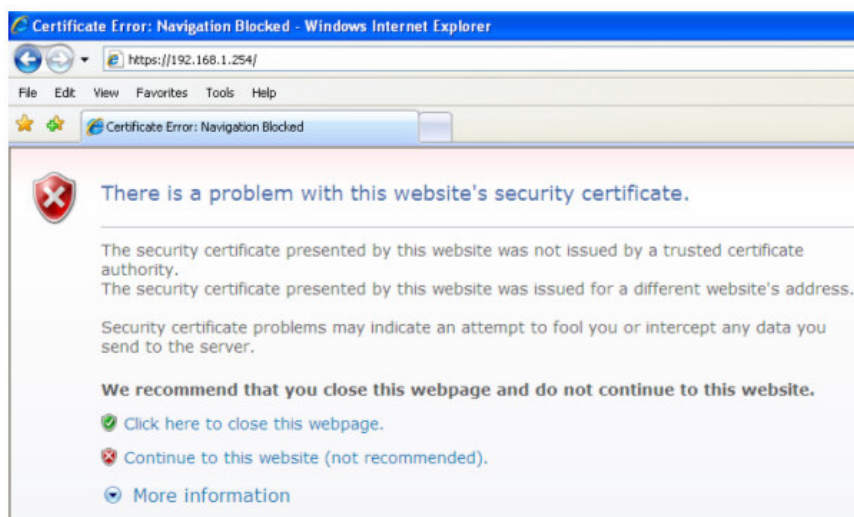 Certificate Error: Navigation Blocked - Windows Internet Explorer
https://192.168.1.254/
File Edit View Favorites Tools Help
Certificate Error: Navigation Blocked
There is a problem with this website's security certificate.
The security certificate presented by this website was not issued by a trusted certificate
authority.
The security certificate presented by this website was issued for a different website's address.
Security certificate problems may indicate an attempt to fool you or intercept any data you
send to the server.
We recommend that you close this webpage and do not continue to this website.
Click here to close this webpage.
Continue to this website (not recommended).
More information